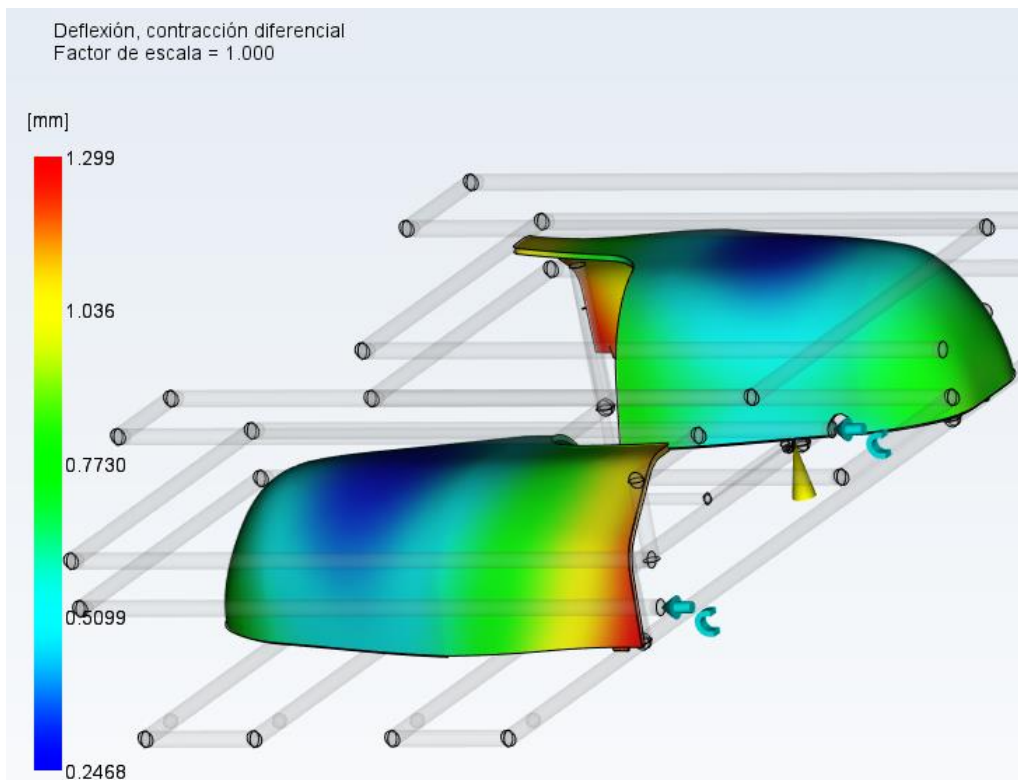 Deflexión, contracción diferencial
Factor de escala = 1.000
[mm]
1.299
1.036
0.7730
0.5099
0.2468